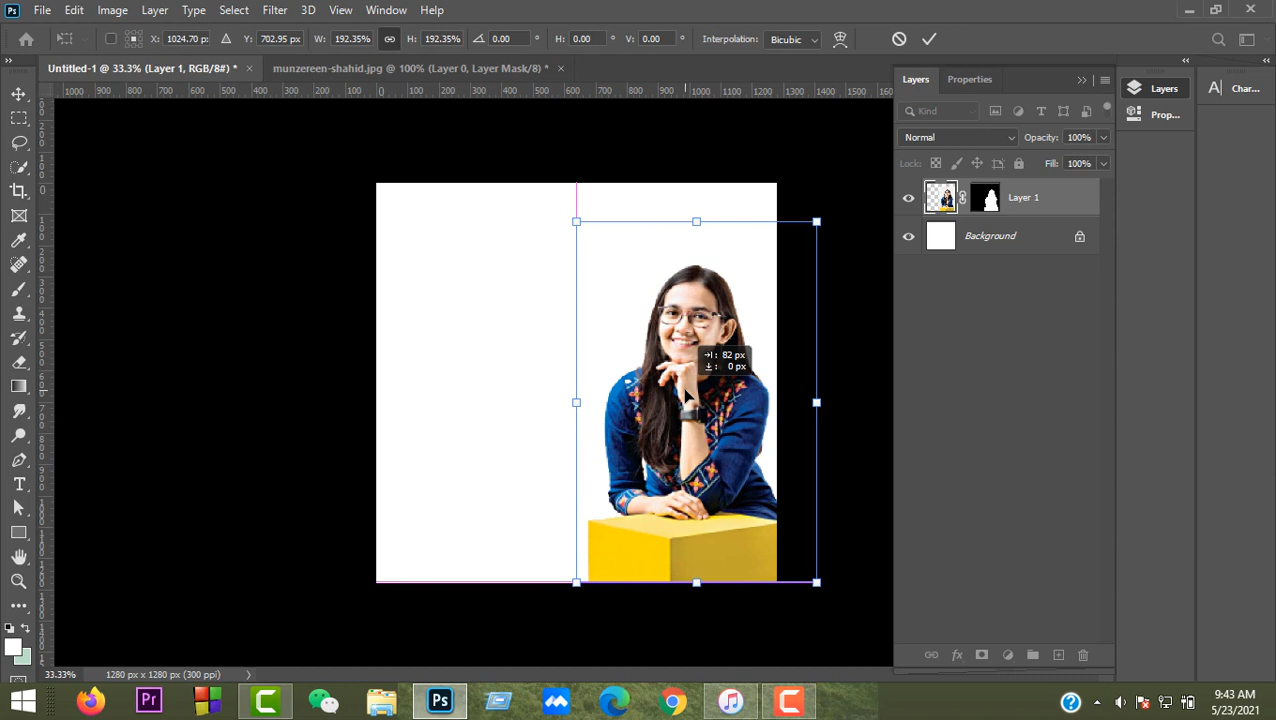 Ps File Edit Image Layer Type Select Filter 3D View Window Help
X: 1024.70 px Y: 702.95 px W: 192.35% H: 192.35% 0.00 ° H: 0.00 ° V: 0.00 ° Interpolation: Bicubic
Untitled-1 @ 33.3% (Layer 1, RGB/8#) * × munzereen-shahid.jpg @ 100% (Layer 0, Layer Mask/8) * ×
Layers Properties
Layers
Char...
Prop...
Kind
Normal Opacity: 100%
Lock: Fill: 100%
Layer 1
Background
82 px
0 px
33.33% 1280 px x 1280 px (300 ppi)
Pr Ps
9:43 AM
5/23/2021